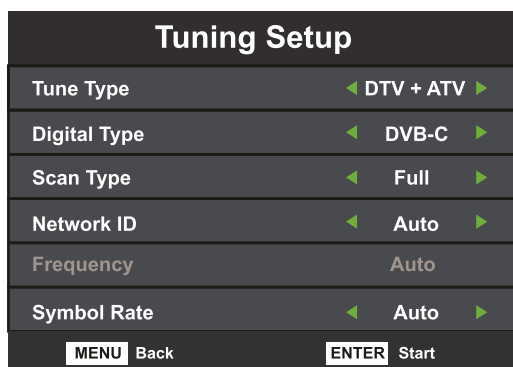 Tuning Setup
Tune Type DTV + ATV
Digital Type DVB-C
Scan Type Full
Network ID Auto
Frequency Auto
Symbol Rate Auto
MENU Back ENTER Start